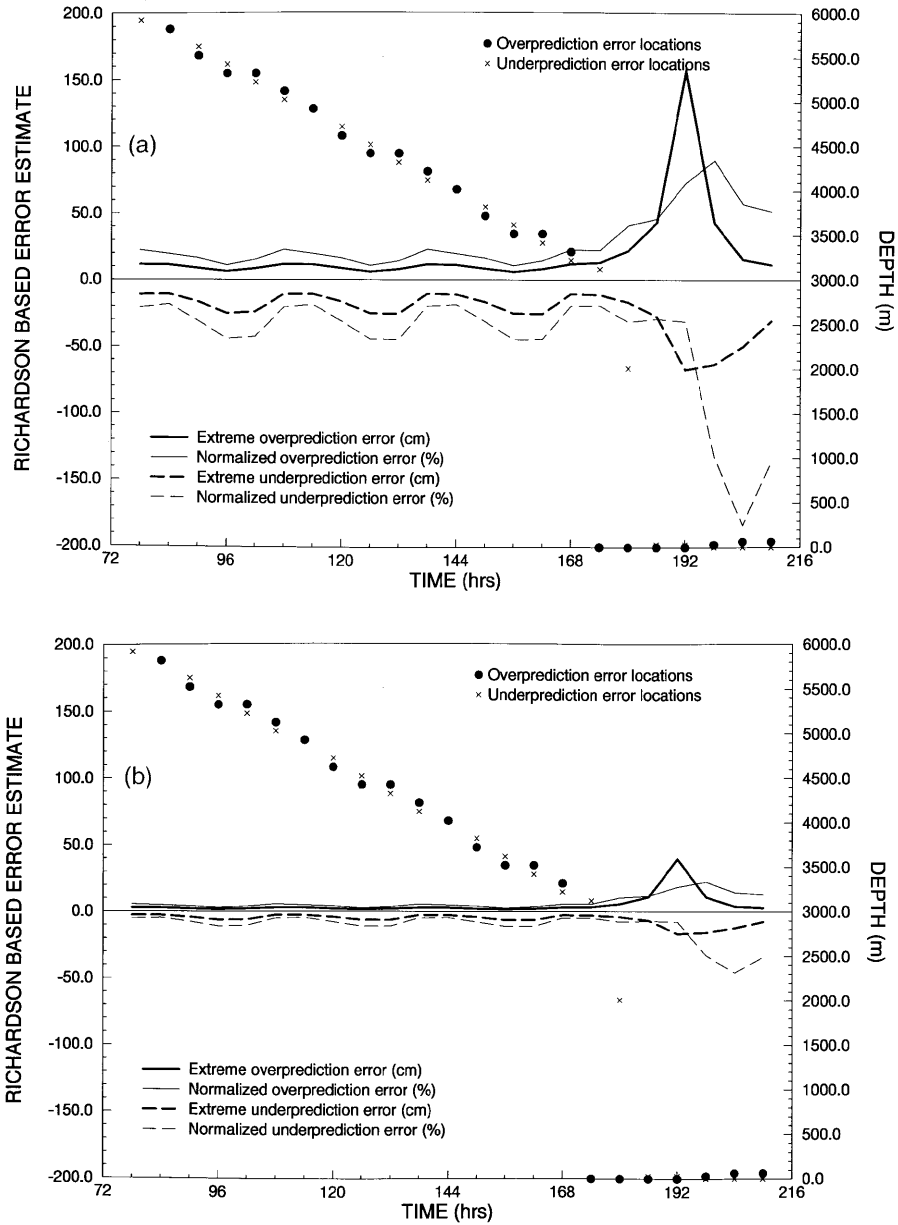 200.0
150.0
100.0
50.0
0.0
-50.0
-100.0
-150.0
-200.0
RICHARDSON BASED ERROR ESTIMATE
(a)
Overprediction error locations
× Underprediction error locations
Extreme overprediction error (cm)
Normalized overprediction error (%)
Extreme underprediction error (cm)
Normalized underprediction error (%)
6000.0
5500.0
5000.0
4500.0
4000.0
3500.0
3000.0
2500.0
2000.0
1500.0
1000.0
500.0
0.0
DEPTH (m)
72 96 120 144 168 192 216
TIME (hrs)
200.0
150.0
100.0
50.0
0.0
-50.0
-100.0
-150.0
-200.0
RICHARDSON BASED ERROR ESTIMATE
(b)
Overprediction error locations
× Underprediction error locations
Extreme overprediction error (cm)
Normalized overprediction error (%)
Extreme underprediction error (cm)
Normalized underprediction error (%)
6000.0
5500.0
5000.0
4500.0
4000.0
3500.0
3000.0
2500.0
2000.0
1500.0
1000.0
500.0
0.0
DEPTH (m)
72 96 120 144 168 192 216
TIME (hrs)